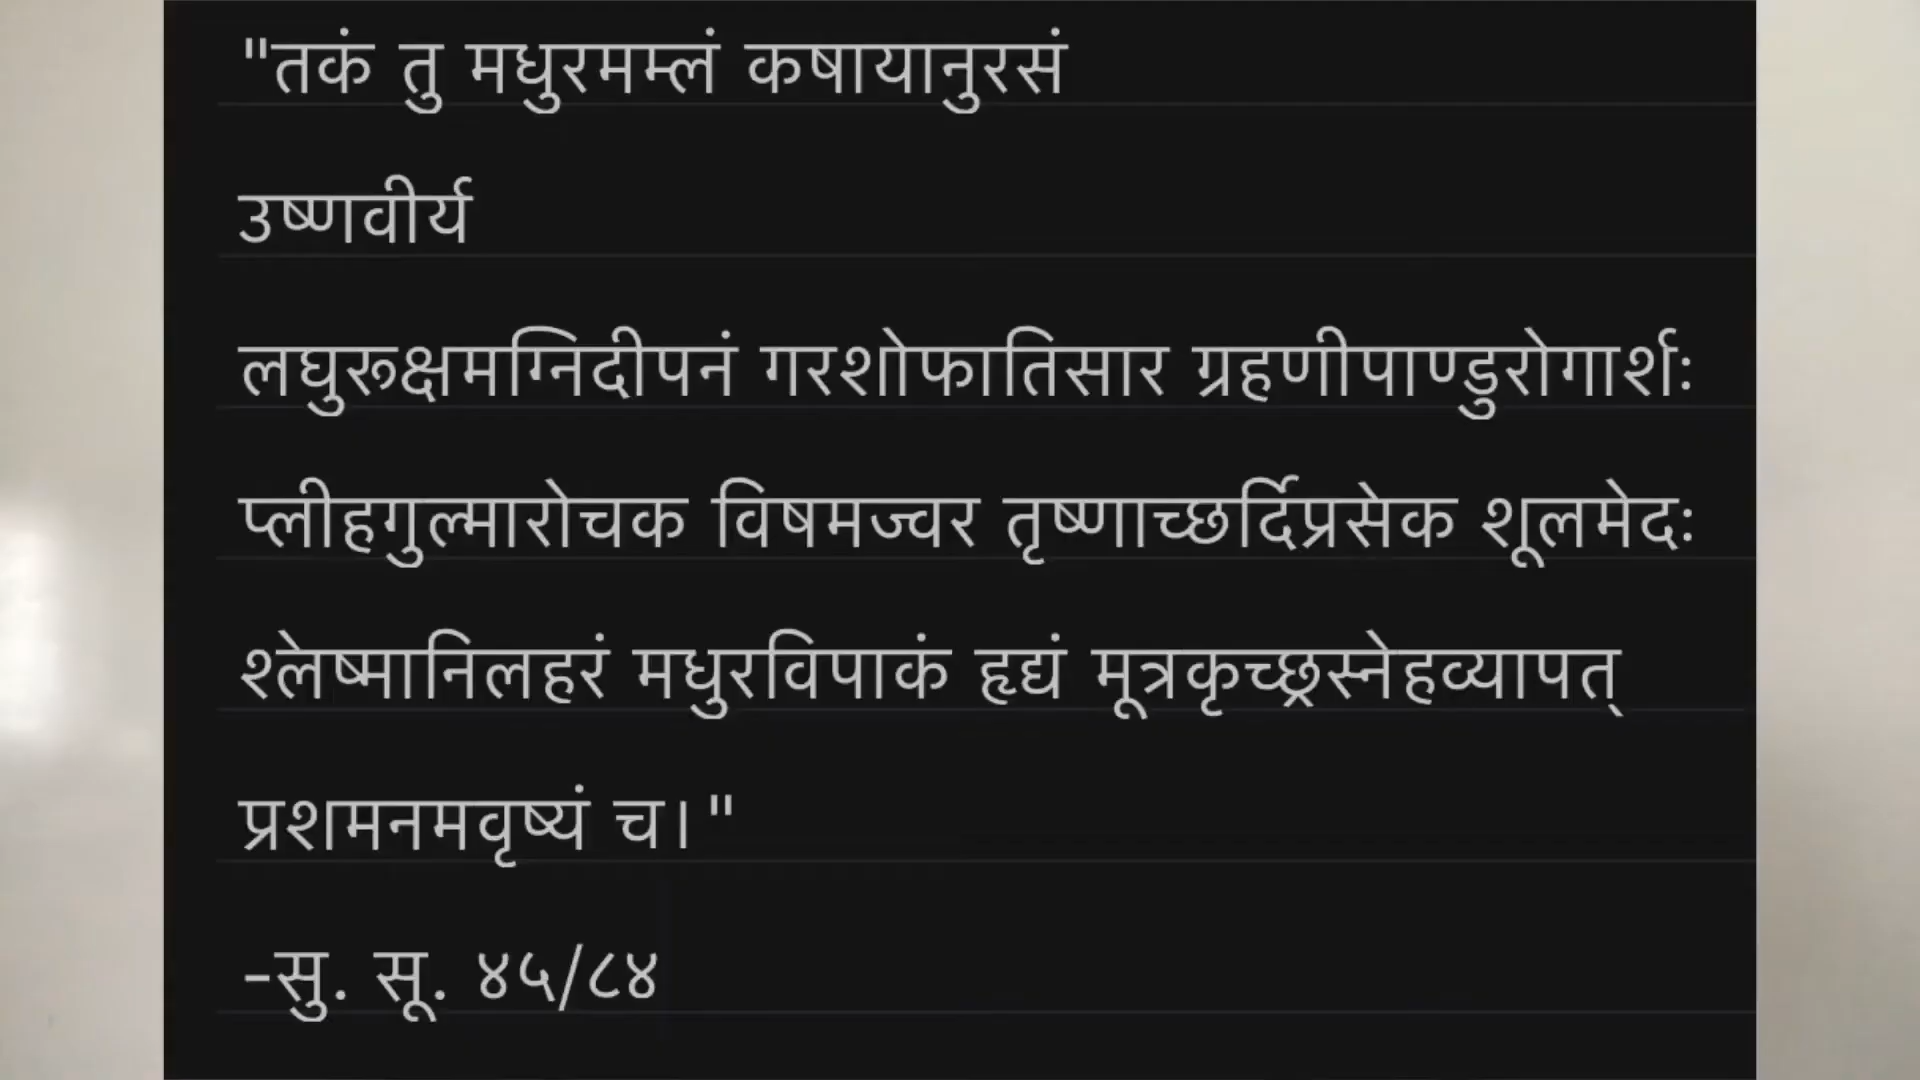 "तकं तु मधुरमम्लं कषायानुरसं
उष्णवीर्य
लघुरूक्षमग्निदीपनं गरशोफातिसार ग्रहणीपाण्डुरोगार्शः
प्लीहगुल्मारोचक विषमज्वर तृष्णाच्छर्दिप्रसेक शूलमेदः
श्लेष्मानिलहरं मधुरविपाकं हृद्यं मूत्रकृच्छ्रस्नेहव्यापत्
प्रशमनमवृष्यं च।"
-सु. सू. ४५/८४